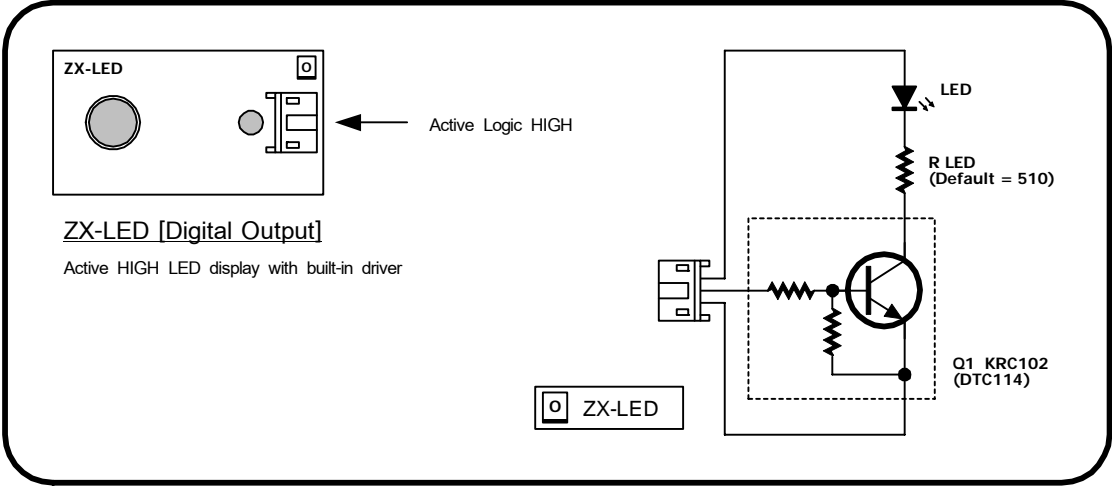 ZX-LED
O
Active Logic HIGH
ZX-LED [Digital Output]
Active HIGH LED display with built-in driver
LED
R LED
(Default = 510)
Q1 KRC102
(DTC114)
O ZX-LED